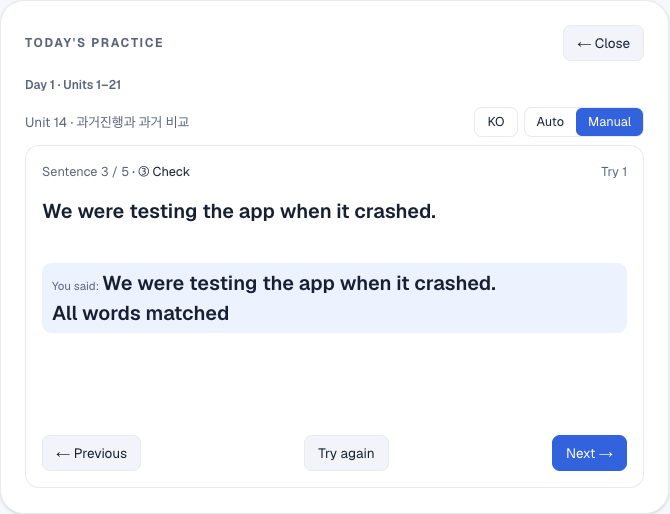 TODAY'S PRACTICE
← Close
Day 1 · Units 1–21
Unit 14 · 과거진행과 과거 비교
KO
Auto
Manual
Sentence 3 / 5 · ③ Check
Try 1
We were testing the app when it crashed.
You said: We were testing the app when it crashed.
All words matched
← Previous
Try again
Next →